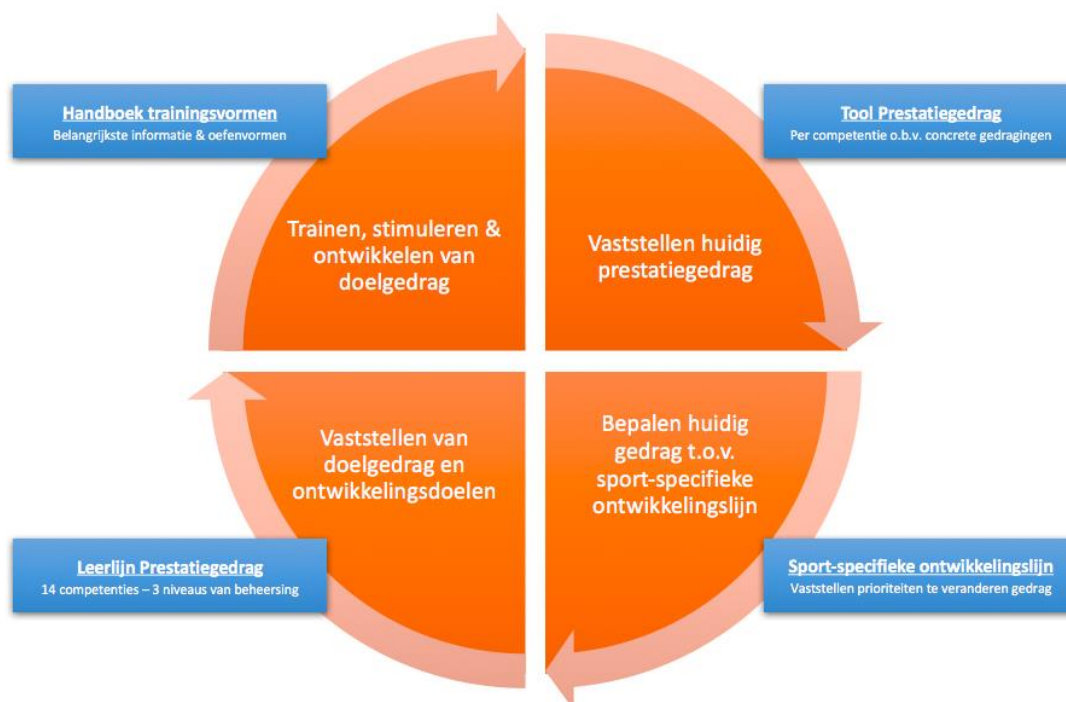 Handboek trainingsvormen
Belangrijkste informatie & oefenvormen
Tool Prestatiegedrag
Per competentie o.b.v. concrete gedragingen
Trainen, stimuleren &
ontwikkelen van
doelgedrag
Vaststellen huidig
prestatiegedrag
Vaststellen van
doelgedrag en
ontwikkelingsdoelen
Bepalen huidig
gedrag t.o.v.
sport-specifieke
ontwikkelingslijn
Leerlijn Prestatiegedrag
14 competenties – 3 niveaus van beheersing
Sport-specifieke ontwikkelingslijn
Vaststellen prioriteiten te veranderen gedrag